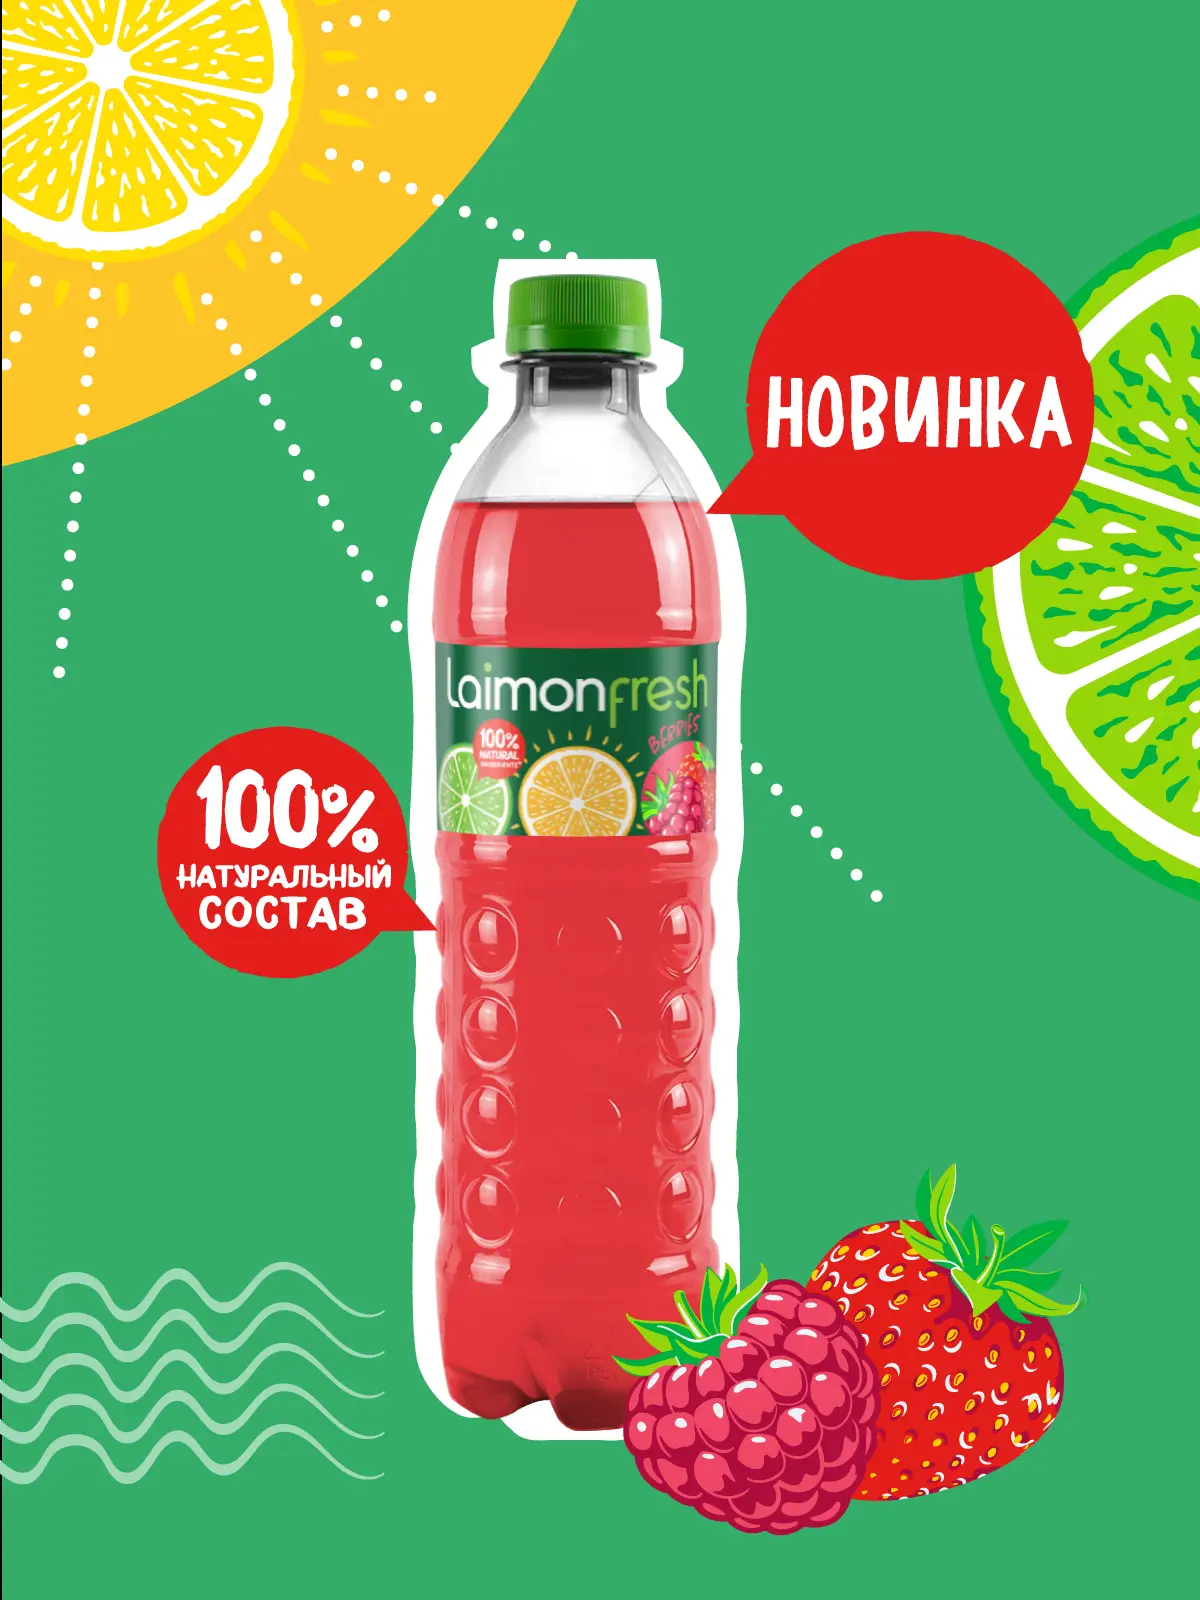 НОВИНКА
laimonfresh
BERRIES
100%
NATURAL
100%
НАТУРАЛЬНЫЙ
СОСТАВ